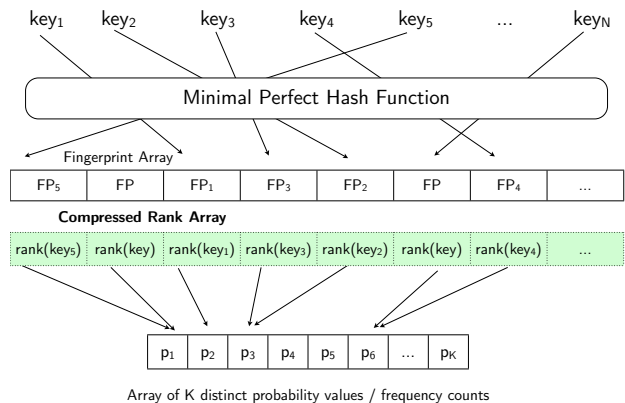 key₁ key₂ key₃ key₄ key₅ ... keyN
Minimal Perfect Hash Function
Fingerprint Array
FP₅ FP FP₁ FP₃ FP₂ FP FP₄ ...
Compressed Rank Array
rank(key₅) rank(key) rank(key₁) rank(key₃) rank(key₂) rank(key) rank(key₄) ...
p₁ p₂ p₃ p₄ p₅ p₆ ... pK
Array of K distinct probability values / frequency counts